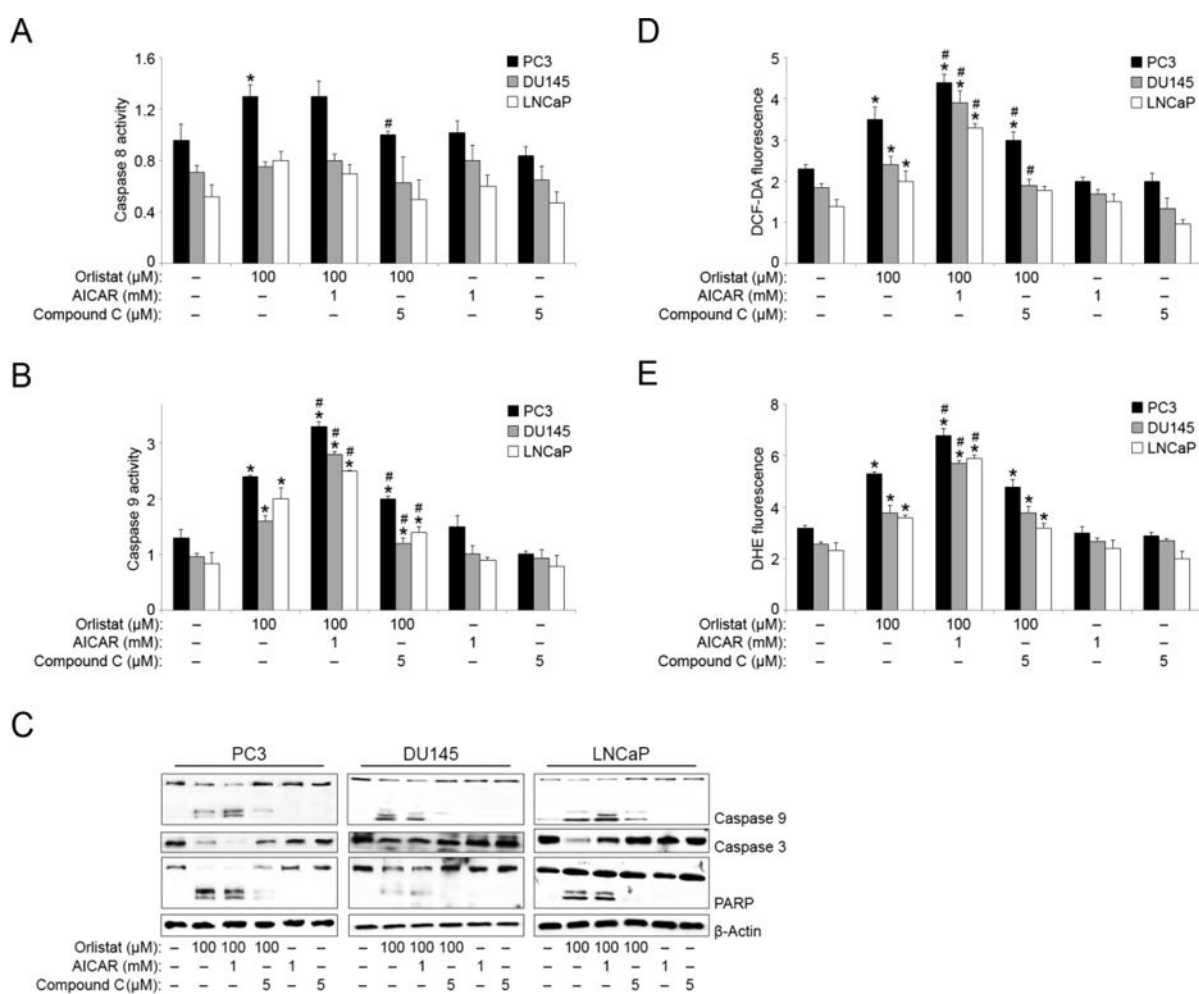 A
1.6
1.2
0.8
0.4
0
Caspase 8 activity
PC3
DU145
LNCaP
*
#
Orlistat (µM): – 100 100 100 – –
AICAR (mM): – – 1 – 1 –
Compound C (µM): – – – 5 – 5
B
3
2
1
0
Caspase 9 activity
PC3
DU145
LNCaP
# # #
* * * * * *
# # #
* * *
Orlistat (µM): – 100 100 100 – –
AICAR (mM): – – 1 – 1 –
Compound C (µM): – – – 5 – 5
C
PC3 DU145 LNCaP
Caspase 9
Caspase 3
PARP
β-Actin
Orlistat (µM): – 100 100 100 – – – 100 100 100 – – – 100 100 100 – –
AICAR (mM): – – 1 – 1 – – – 1 – 1 – – – 1 – 1 –
Compound C (µM): – – – 5 – 5 – – – 5 – 5 – – – 5 – 5
D
5
4
3
2
1
0
DCF-DA fluorescence
PC3
DU145
LNCaP
# # #
* * * * * *
# #
*
Orlistat (µM): – 100 100 100 – –
AICAR (mM): – – 1 – 1 –
Compound C (µM): – – – 5 – 5
E
8
6
4
2
0
DHE fluorescence
PC3
DU145
LNCaP
# # #
* * * * * *
* * *
Orlistat (µM): – 100 100 100 – –
AICAR (mM): – – 1 – 1 –
Compound C (µM): – – – 5 – 5